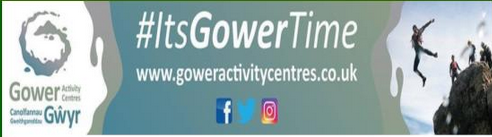 #ItsGowerTime
www.goweractivitycentres.co.uk
Gower Activity Centres
Canolfannau Gweithgareddau Gŵyr